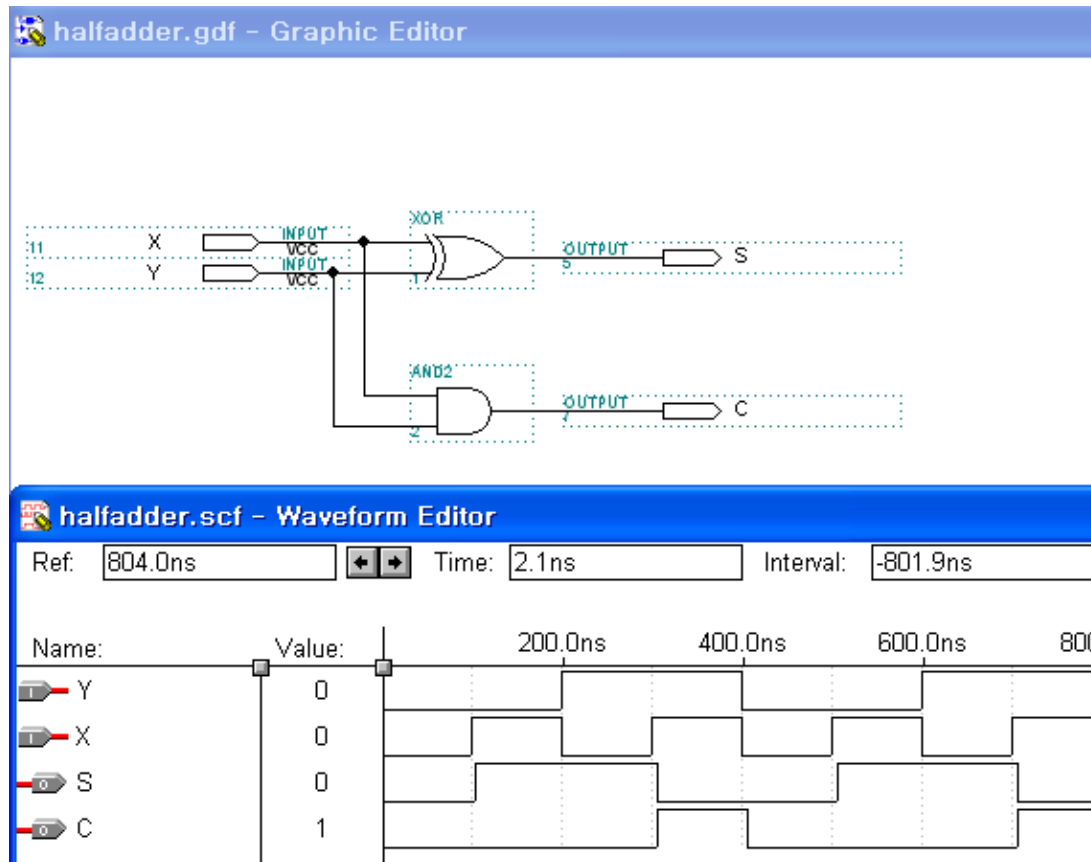 halfadder.gdf - Graphic Editor
XOR
11 X INPUT VCC
OUTPUT 5 S
12 Y INPUT VCC
1
AND2
OUTPUT C
2
halfadder.scf - Waveform Editor
Ref: 804.0ns Time: 2.1ns Interval: -801.9ns
Name: Value: 200.0ns 400.0ns 600.0ns
Y 0
X 0
S 0
C 1